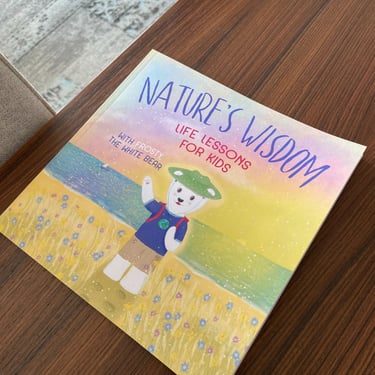 NATURE'S WISDOM
LIFE LESSONS
FOR KIDS
WITH FROSTY
THE WHITE BEAR